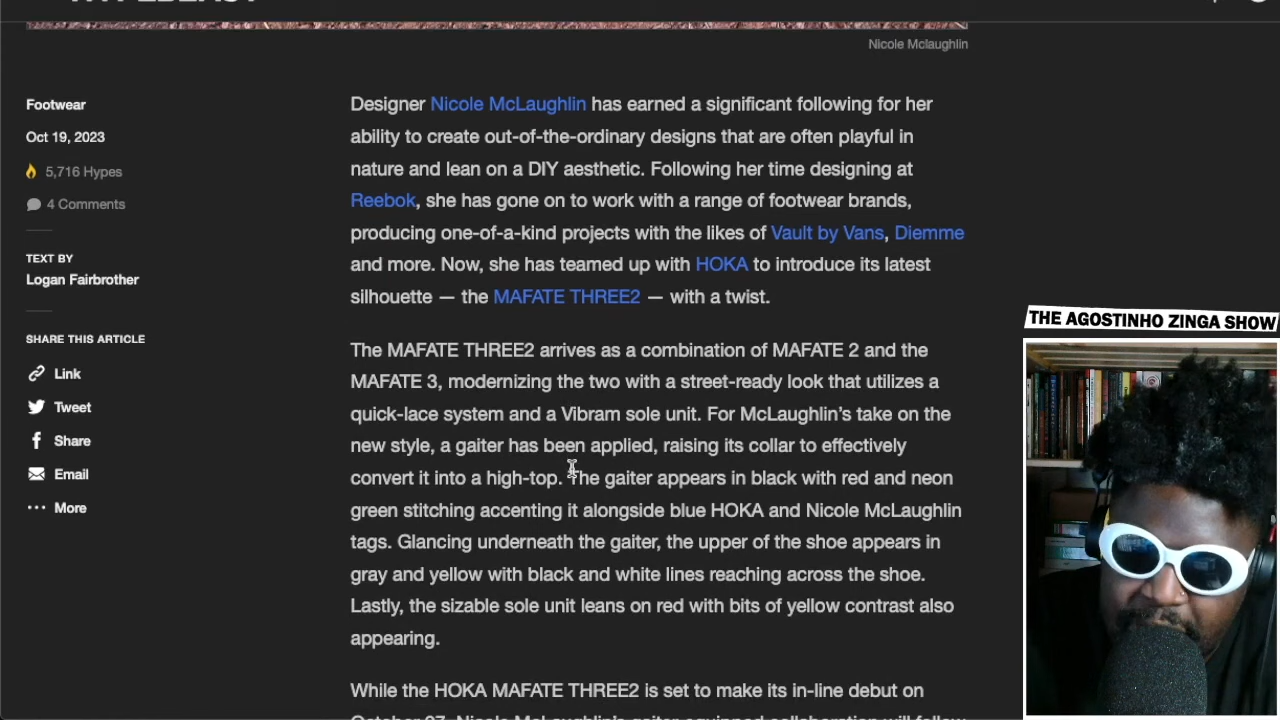 Nicole Mclaughlin
Footwear
Oct 19, 2023
5,716 Hypes
4 Comments
TEXT BY
Logan Fairbrother
SHARE THIS ARTICLE
Link
Tweet
Share
Email
More
Designer Nicole McLaughlin has earned a significant following for her
ability to create out-of-the-ordinary designs that are often playful in
nature and lean on a DIY aesthetic. Following her time designing at
Reebok, she has gone on to work with a range of footwear brands,
producing one-of-a-kind projects with the likes of Vault by Vans, Diemme
and more. Now, she has teamed up with HOKA to introduce its latest
silhouette — the MAFATE THREE2 — with a twist.
The MAFATE THREE2 arrives as a combination of MAFATE 2 and the
MAFATE 3, modernizing the two with a street-ready look that utilizes a
quick-lace system and a Vibram sole unit. For McLaughlin's take on the
new style, a gaiter has been applied, raising its collar to effectively
convert it into a high-top. The gaiter appears in black with red and neon
green stitching accenting it alongside blue HOKA and Nicole McLaughlin
tags. Glancing underneath the gaiter, the upper of the shoe appears in
gray and yellow with black and white lines reaching across the shoe.
Lastly, the sizable sole unit leans on red with bits of yellow contrast also
appearing.
While the HOKA MAFATE THREE2 is set to make its in-line debut on
THE AGOSTINHO ZINGA SHOW